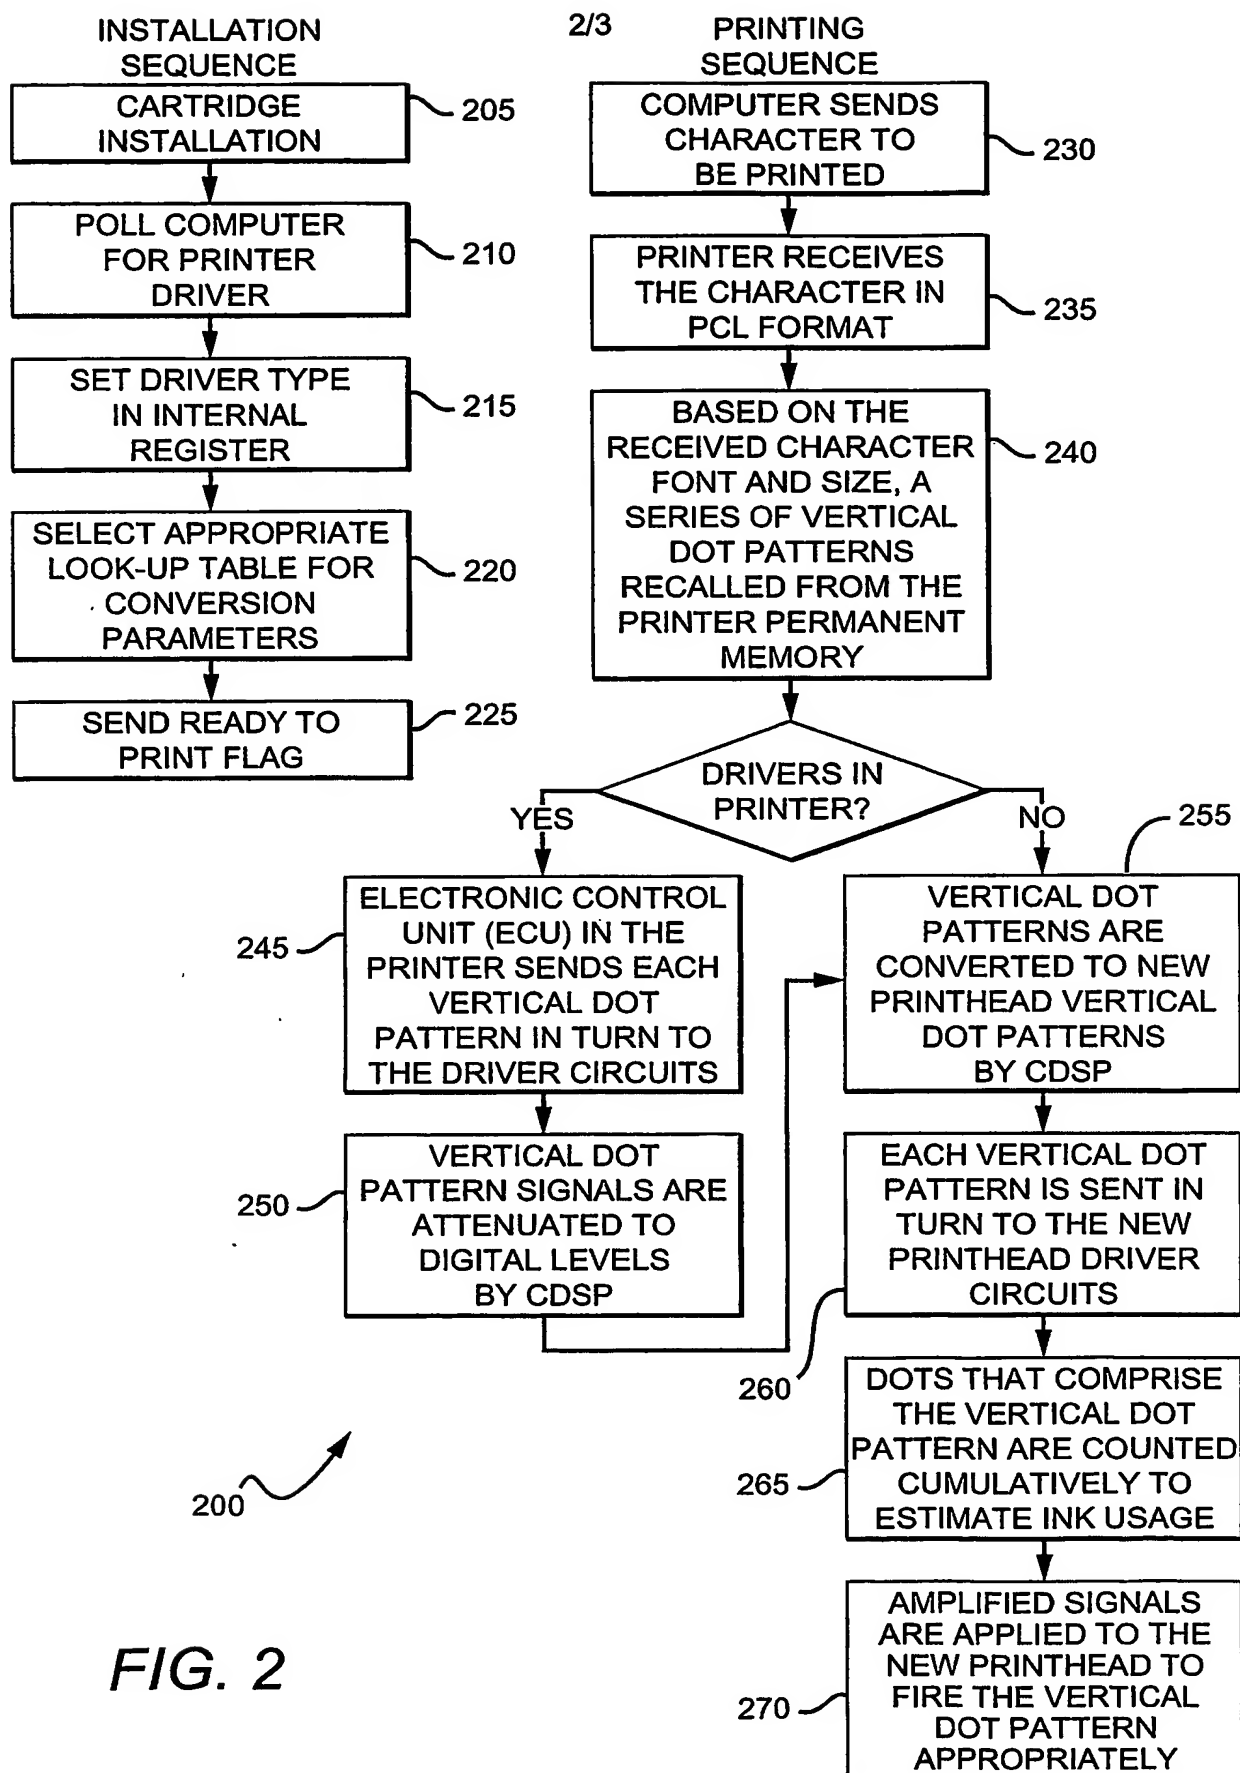 2/3
INSTALLATION
SEQUENCE
CARTRIDGE
INSTALLATION
205
POLL COMPUTER
FOR PRINTER
DRIVER
210
SET DRIVER TYPE
IN INTERNAL
REGISTER
215
SELECT APPROPRIATE
LOOK-UP TABLE FOR
CONVERSION
PARAMETERS
220
SEND READY TO
PRINT FLAG
225
PRINTING
SEQUENCE
COMPUTER SENDS
CHARACTER TO
BE PRINTED
230
PRINTER RECEIVES
THE CHARACTER IN
PCL FORMAT
235
BASED ON THE
RECEIVED CHARACTER
FONT AND SIZE, A
SERIES OF VERTICAL
DOT PATTERNS
RECALLED FROM THE
PRINTER PERMANENT
MEMORY
240
DRIVERS IN
PRINTER?
YES
NO
ELECTRONIC CONTROL
UNIT (ECU) IN THE
PRINTER SENDS EACH
VERTICAL DOT
PATTERN IN TURN TO
THE DRIVER CIRCUITS
245
VERTICAL DOT
PATTERN SIGNALS ARE
ATTENUATED TO
DIGITAL LEVELS
BY CDSP
250
255
VERTICAL DOT
PATTERNS ARE
CONVERTED TO NEW
PRINTHEAD VERTICAL
DOT PATTERNS
BY CDSP
EACH VERTICAL DOT
PATTERN IS SENT IN
TURN TO THE NEW
PRINTHEAD DRIVER
CIRCUITS
260
DOTS THAT COMPRISE
THE VERTICAL DOT
PATTERN ARE COUNTED
CUMULATIVELY TO
ESTIMATE INK USAGE
265
AMPLIFIED SIGNALS
ARE APPLIED TO THE
NEW PRINTHEAD TO
FIRE THE VERTICAL
DOT PATTERN
APPROPRIATELY
270
200
FIG. 2